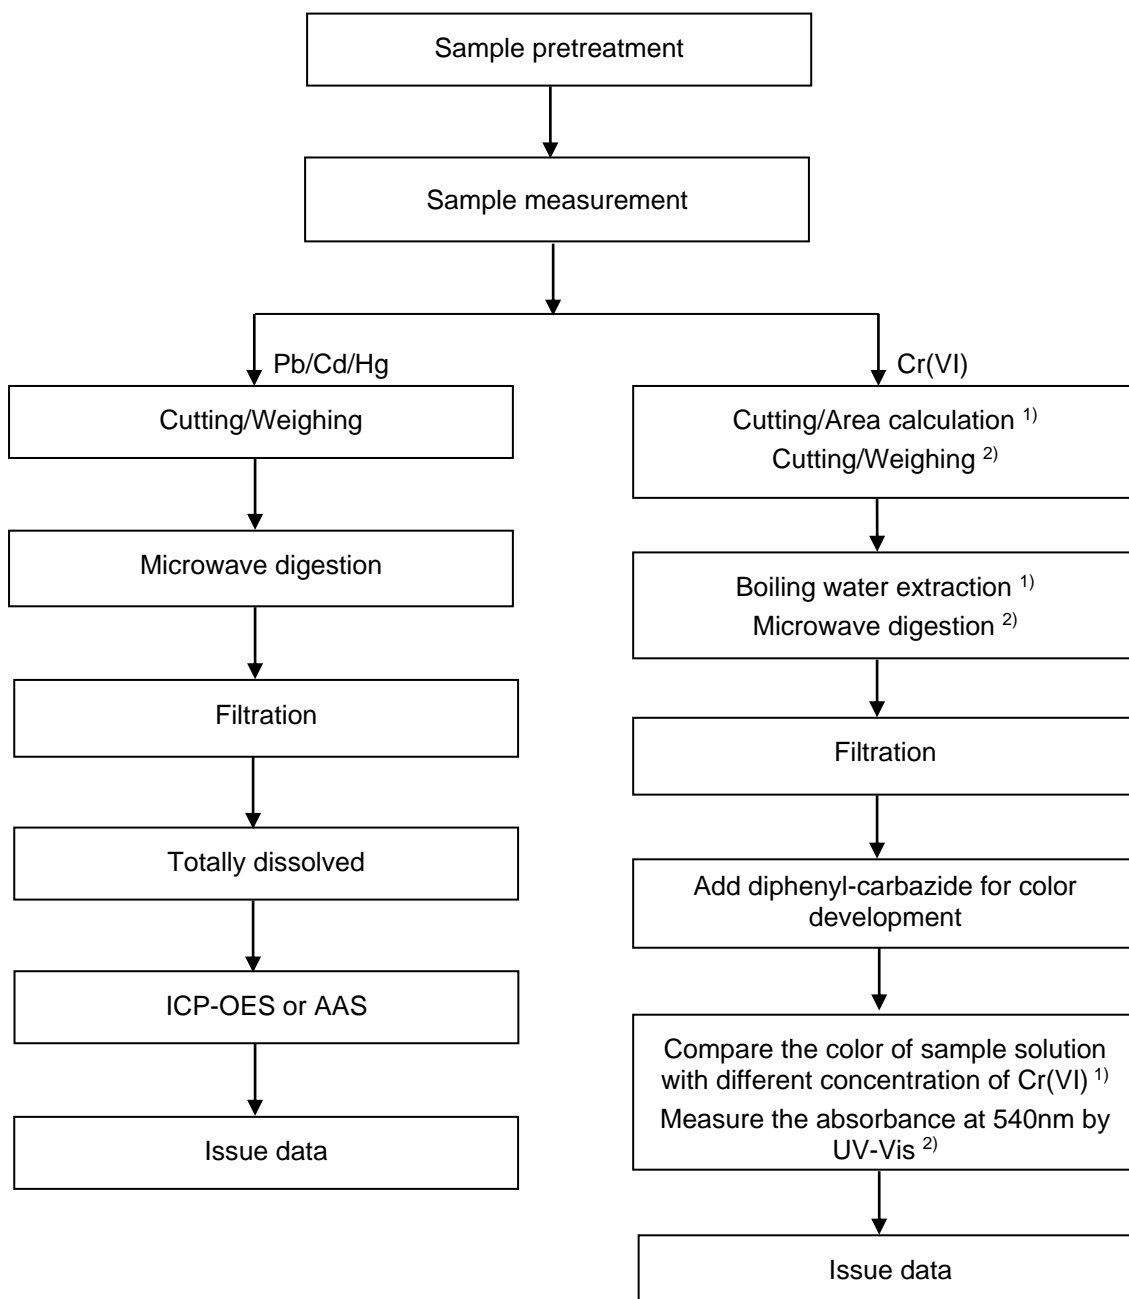 Sample pretreatment
Sample measurement
Pb/Cd/Hg
Cutting/Weighing
Microwave digestion
Filtration
Totally dissolved
ICP-OES or AAS
Issue data
Cr(VI)
Cutting/Area calculation 1)
Cutting/Weighing 2)
Boiling water extraction 1)
Microwave digestion 2)
Filtration
Add diphenyl-carbazide for color
development
Compare the color of sample solution
with different concentration of Cr(VI) 1)
Measure the absorbance at 540nm by
UV-Vis 2)
Issue data